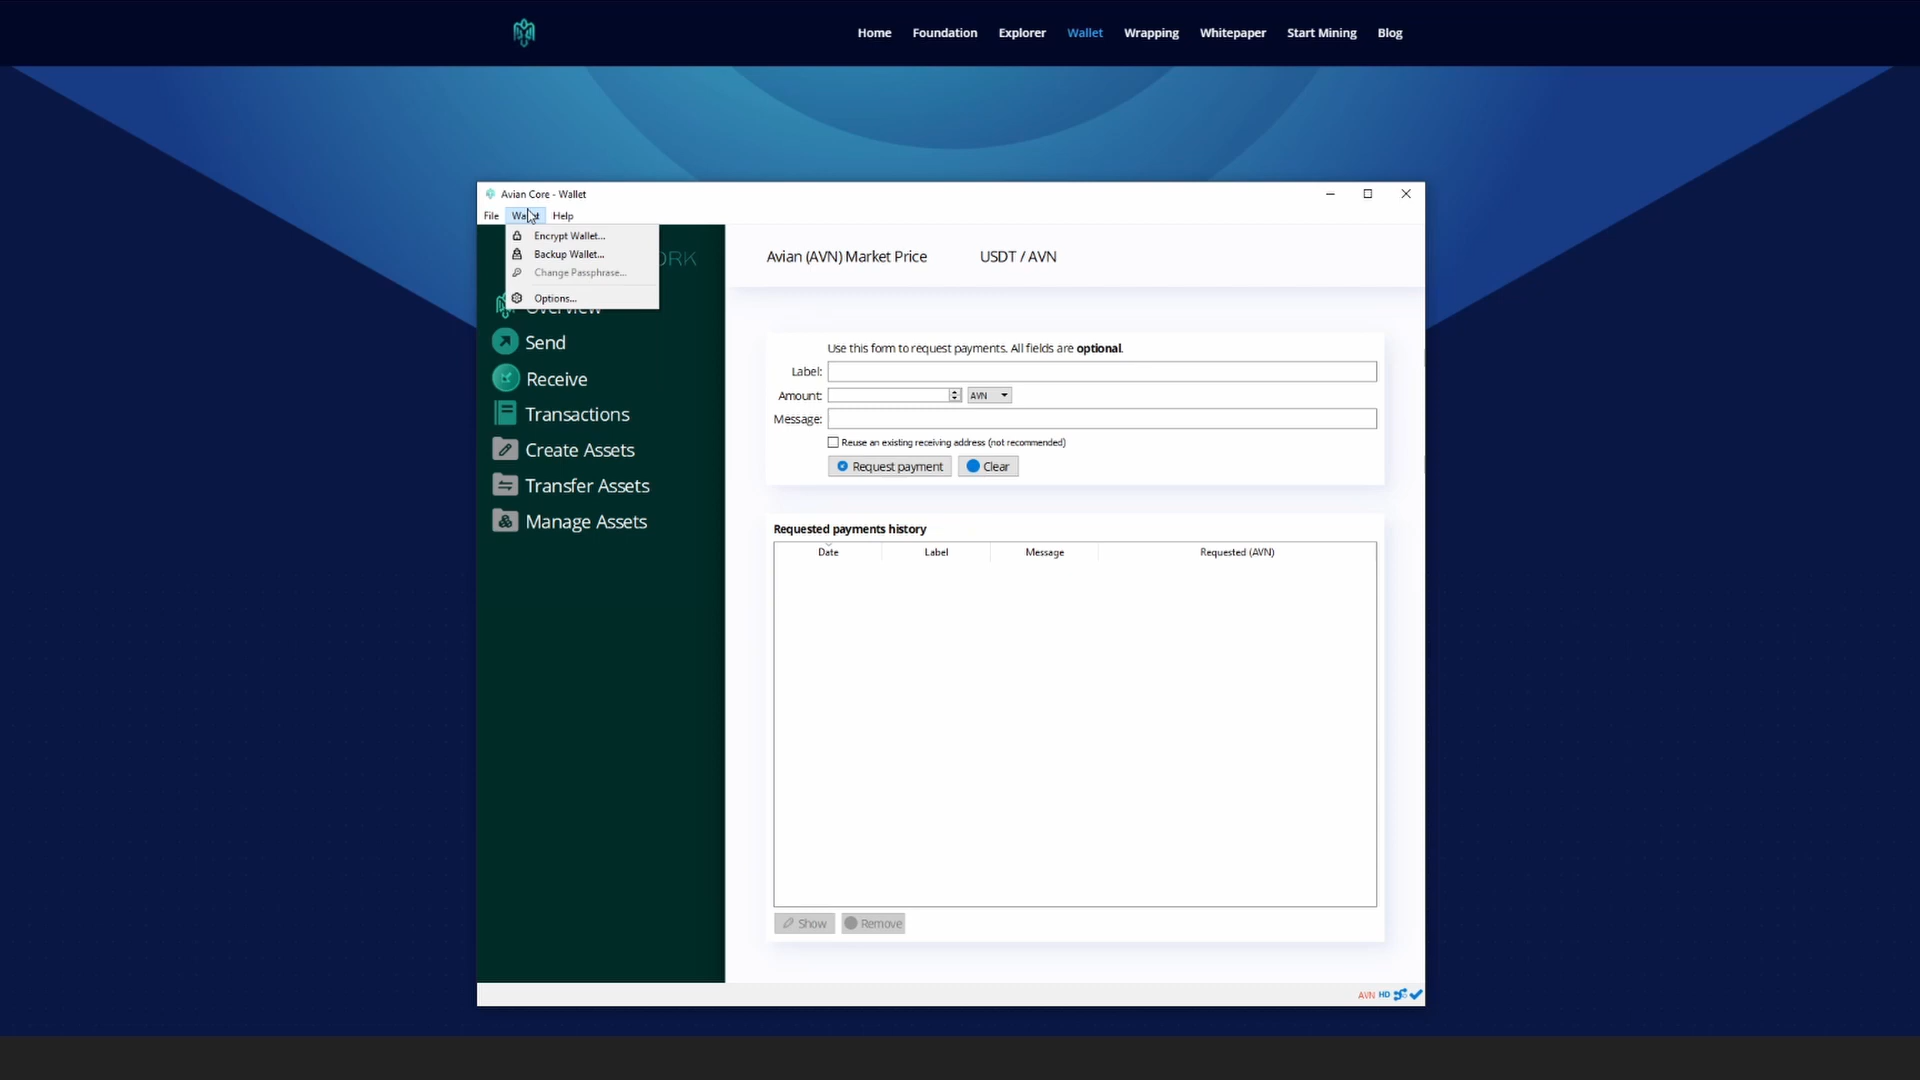 Home Foundation Explorer Wallet Wrapping Whitepaper Start Mining Blog
Avian Core - Wallet
File Wallet Help
Encrypt Wallet...
Backup Wallet...
Change Passphrase...
Options...
Overview
Send
Receive
Transactions
Create Assets
Transfer Assets
Manage Assets
Avian (AVN) Market Price USDT / AVN
Use this form to request payments. All fields are optional.
Label:
Amount: AVN
Message:
Reuse an existing receiving address (not recommended)
Request payment Clear
Requested payments history
Date Label Message Requested (AVN)
Show Remove
AVN HD